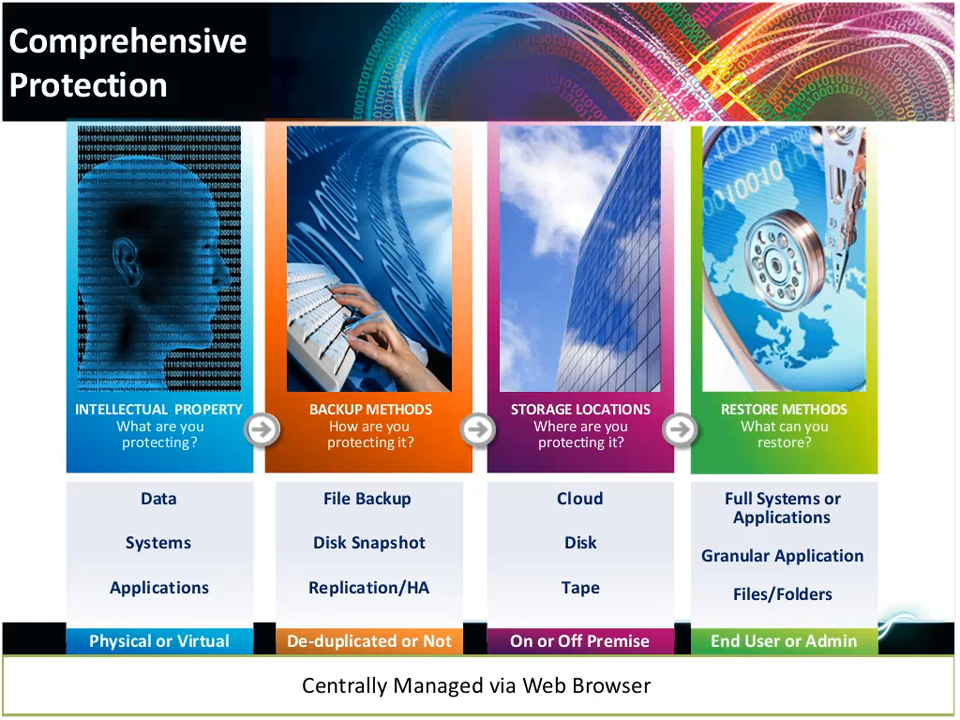 Comprehensive
Protection
INTELLECTUAL PROPERTY
What are you
protecting?
BACKUP METHODS
How are you
protecting it?
STORAGE LOCATIONS
Where are you
protecting it?
RESTORE METHODS
What can you
restore?
Data
Systems
Applications
Physical or Virtual
File Backup
Disk Snapshot
Replication/HA
De-duplicated or Not
Cloud
Disk
Tape
On or Off Premise
Full Systems or
Applications
Granular Application
Files/Folders
End User or Admin
Centrally Managed via Web Browser